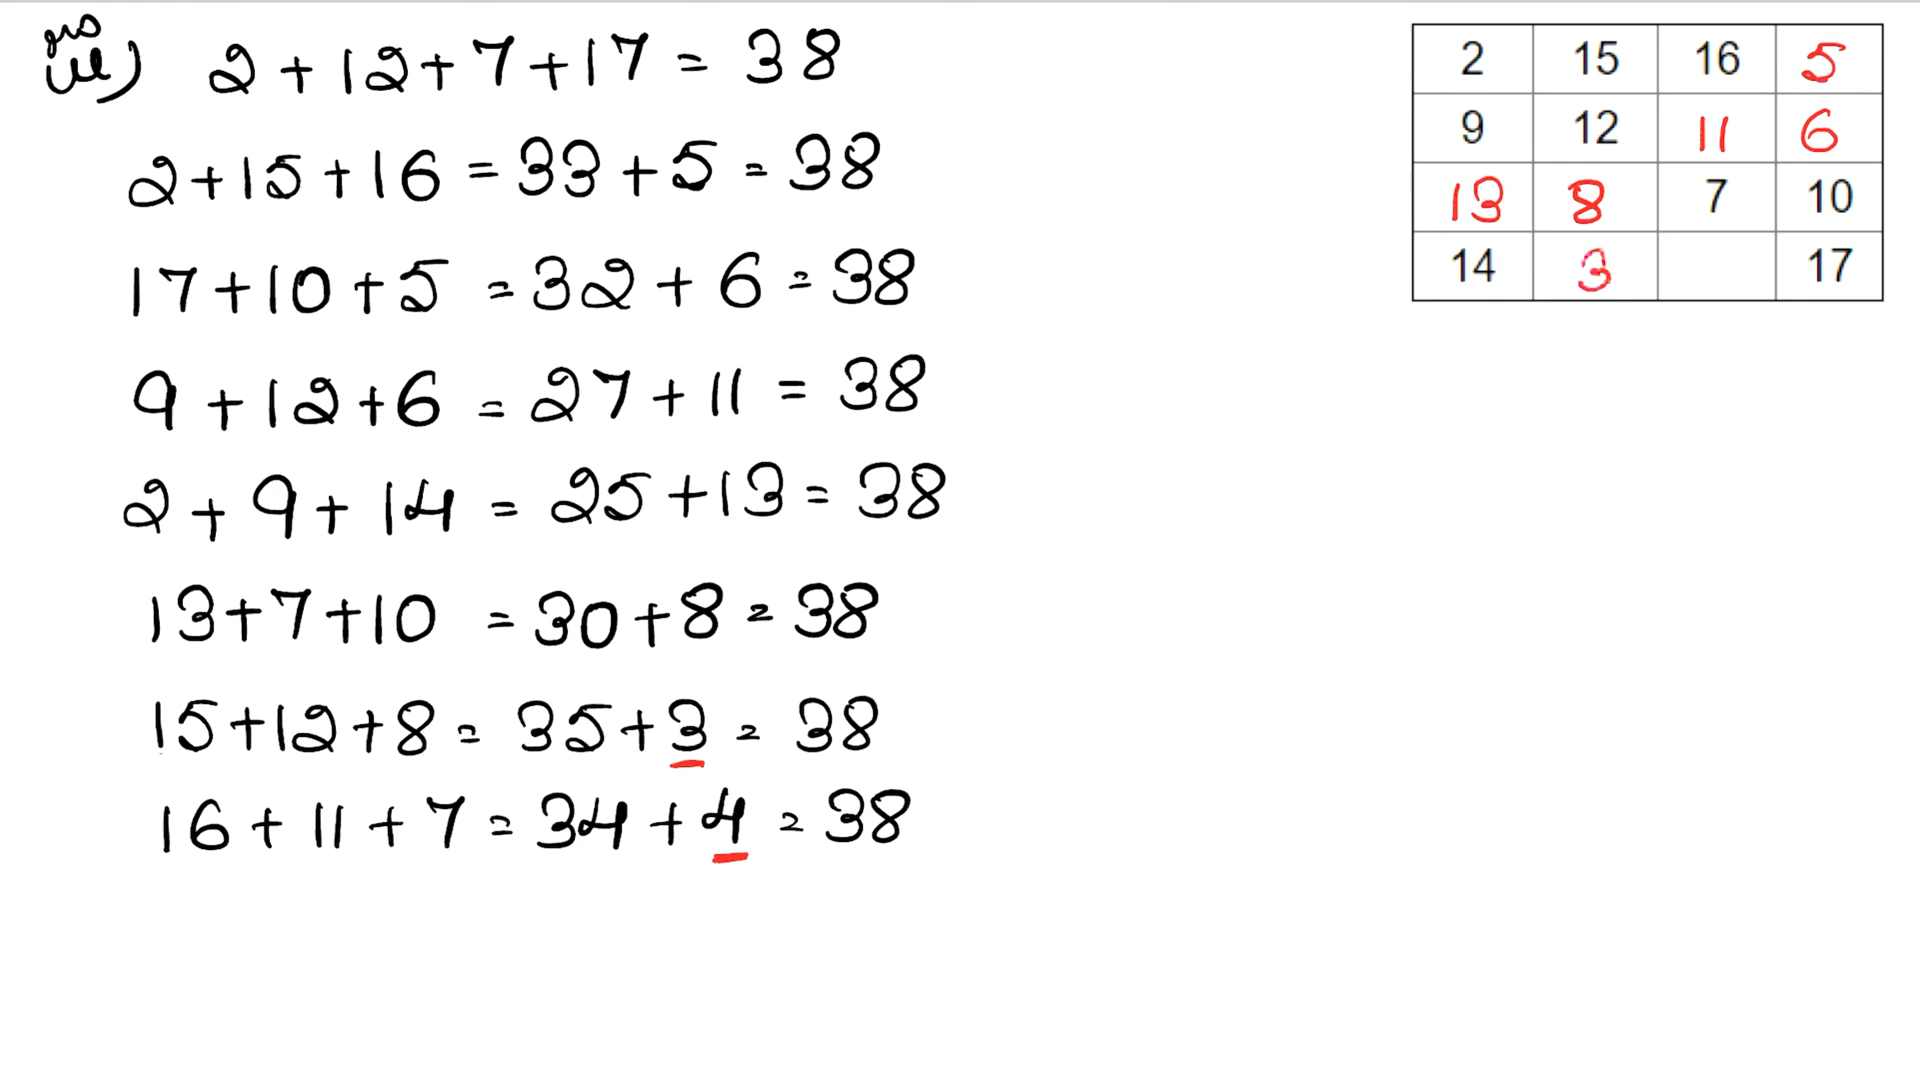 iii) 2 + 12 + 7 + 17 = 38
2 + 15 + 16 = 33 + 5 = 38
17 + 10 + 5 = 32 + 6 = 38
9 + 12 + 6 = 27 + 11 = 38
2 + 9 + 14 = 25 + 13 = 38
13 + 7 + 10 = 30 + 8 = 38
15 + 12 + 8 = 35 + 3 = 38
16 + 11 + 7 = 34 + 4 = 38
2 15 16 5
9 12 11 6
13 8 7 10
14 3 17